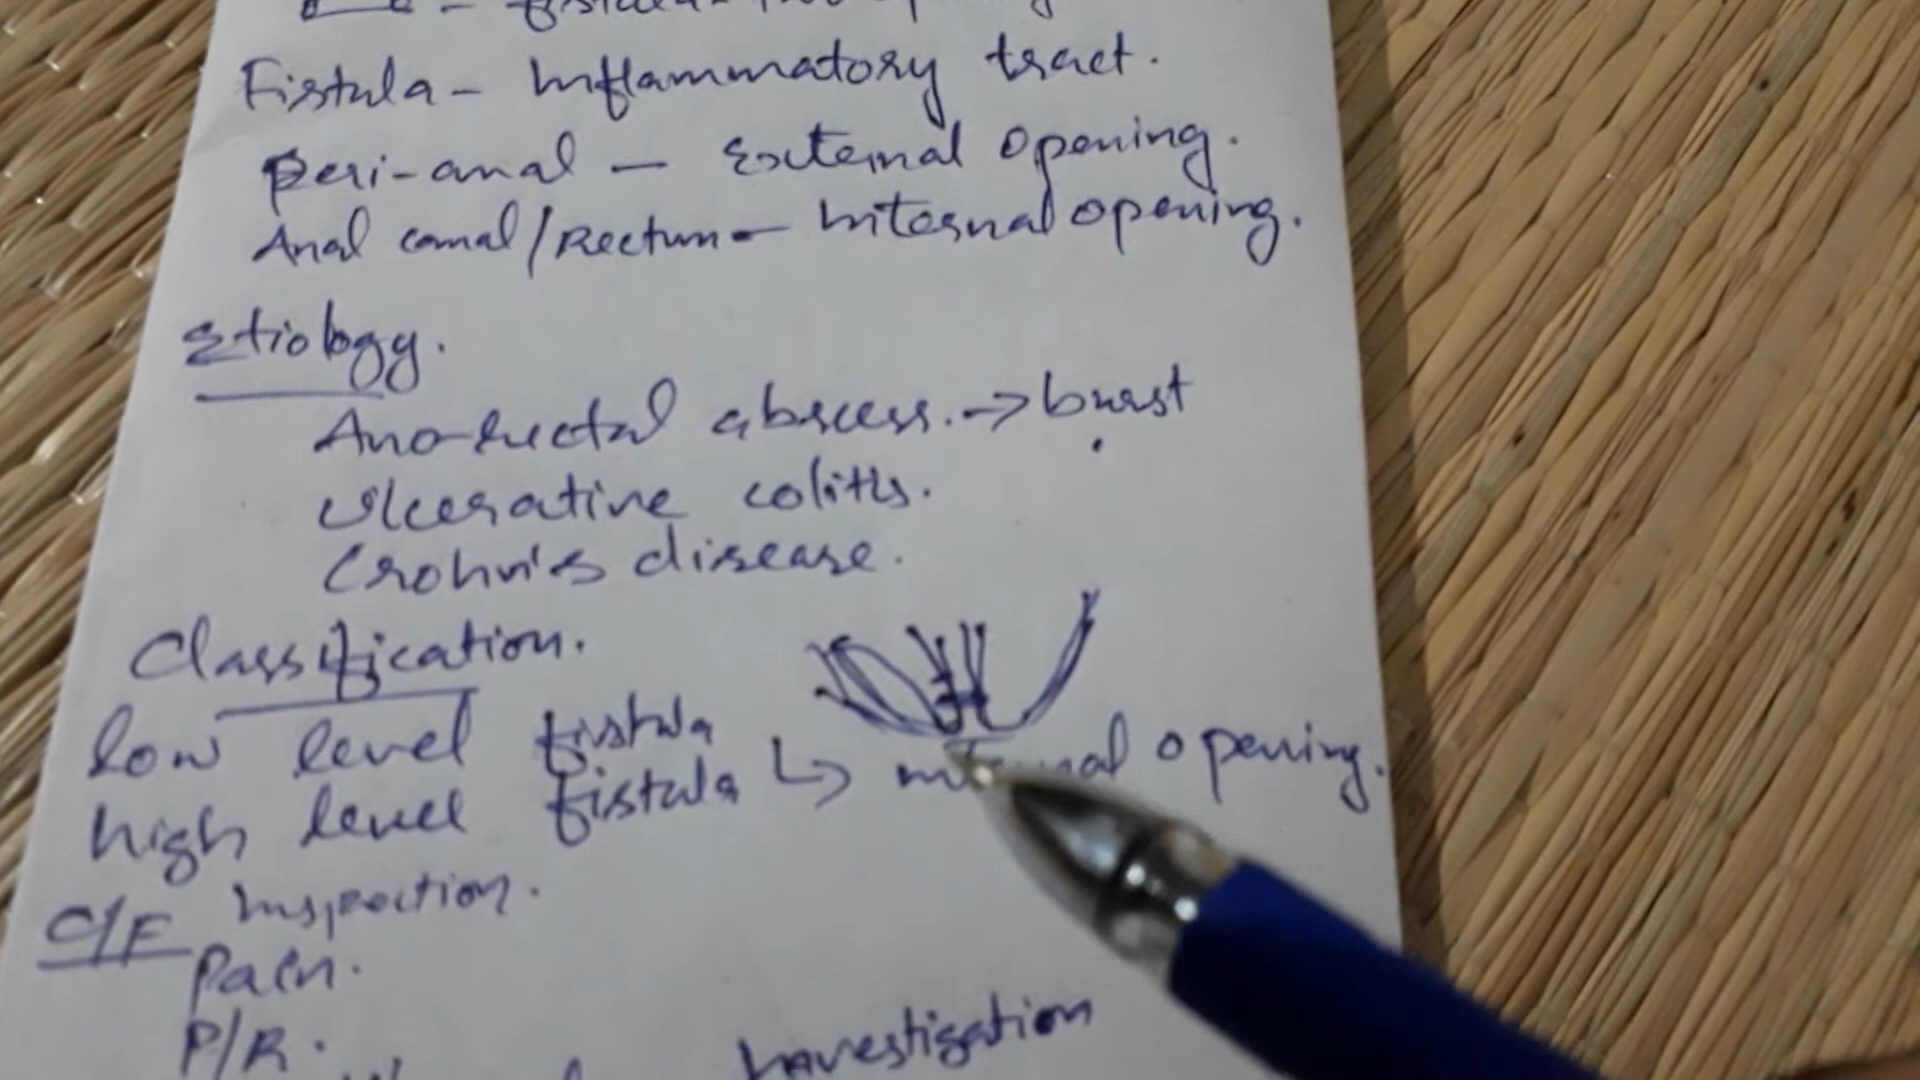 Fistula - Inflammatory tract.
Peri-anal - External opening.
Anal canal/Rectum - Internal opening.
Etiology.
Ano-rectal abscess. → burst
Ulcerative colitis.
Crohn's disease.
Classification.
low level fistula
high level fistula ↳ opening.
C/F Inspection.
Pain.
P/R.
Investigation